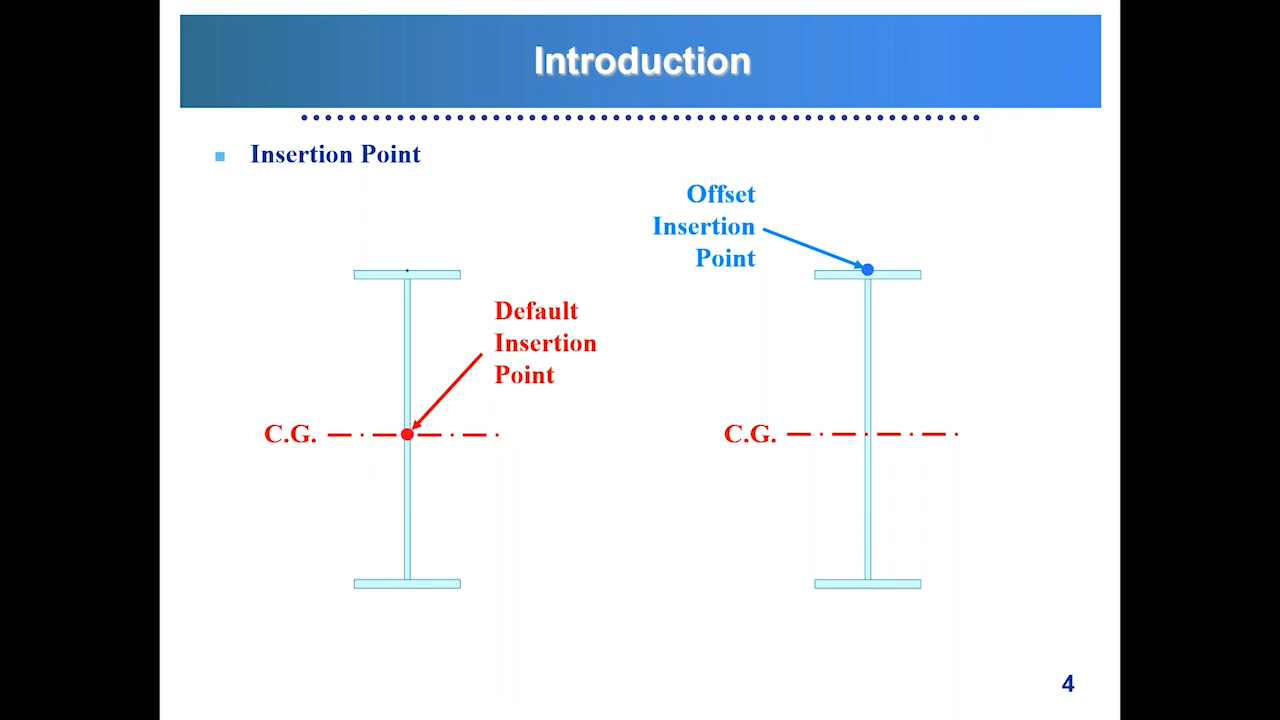 Introduction
Insertion Point
Offset
Insertion
Point
Default
Insertion
Point
C.G.
C.G.
4